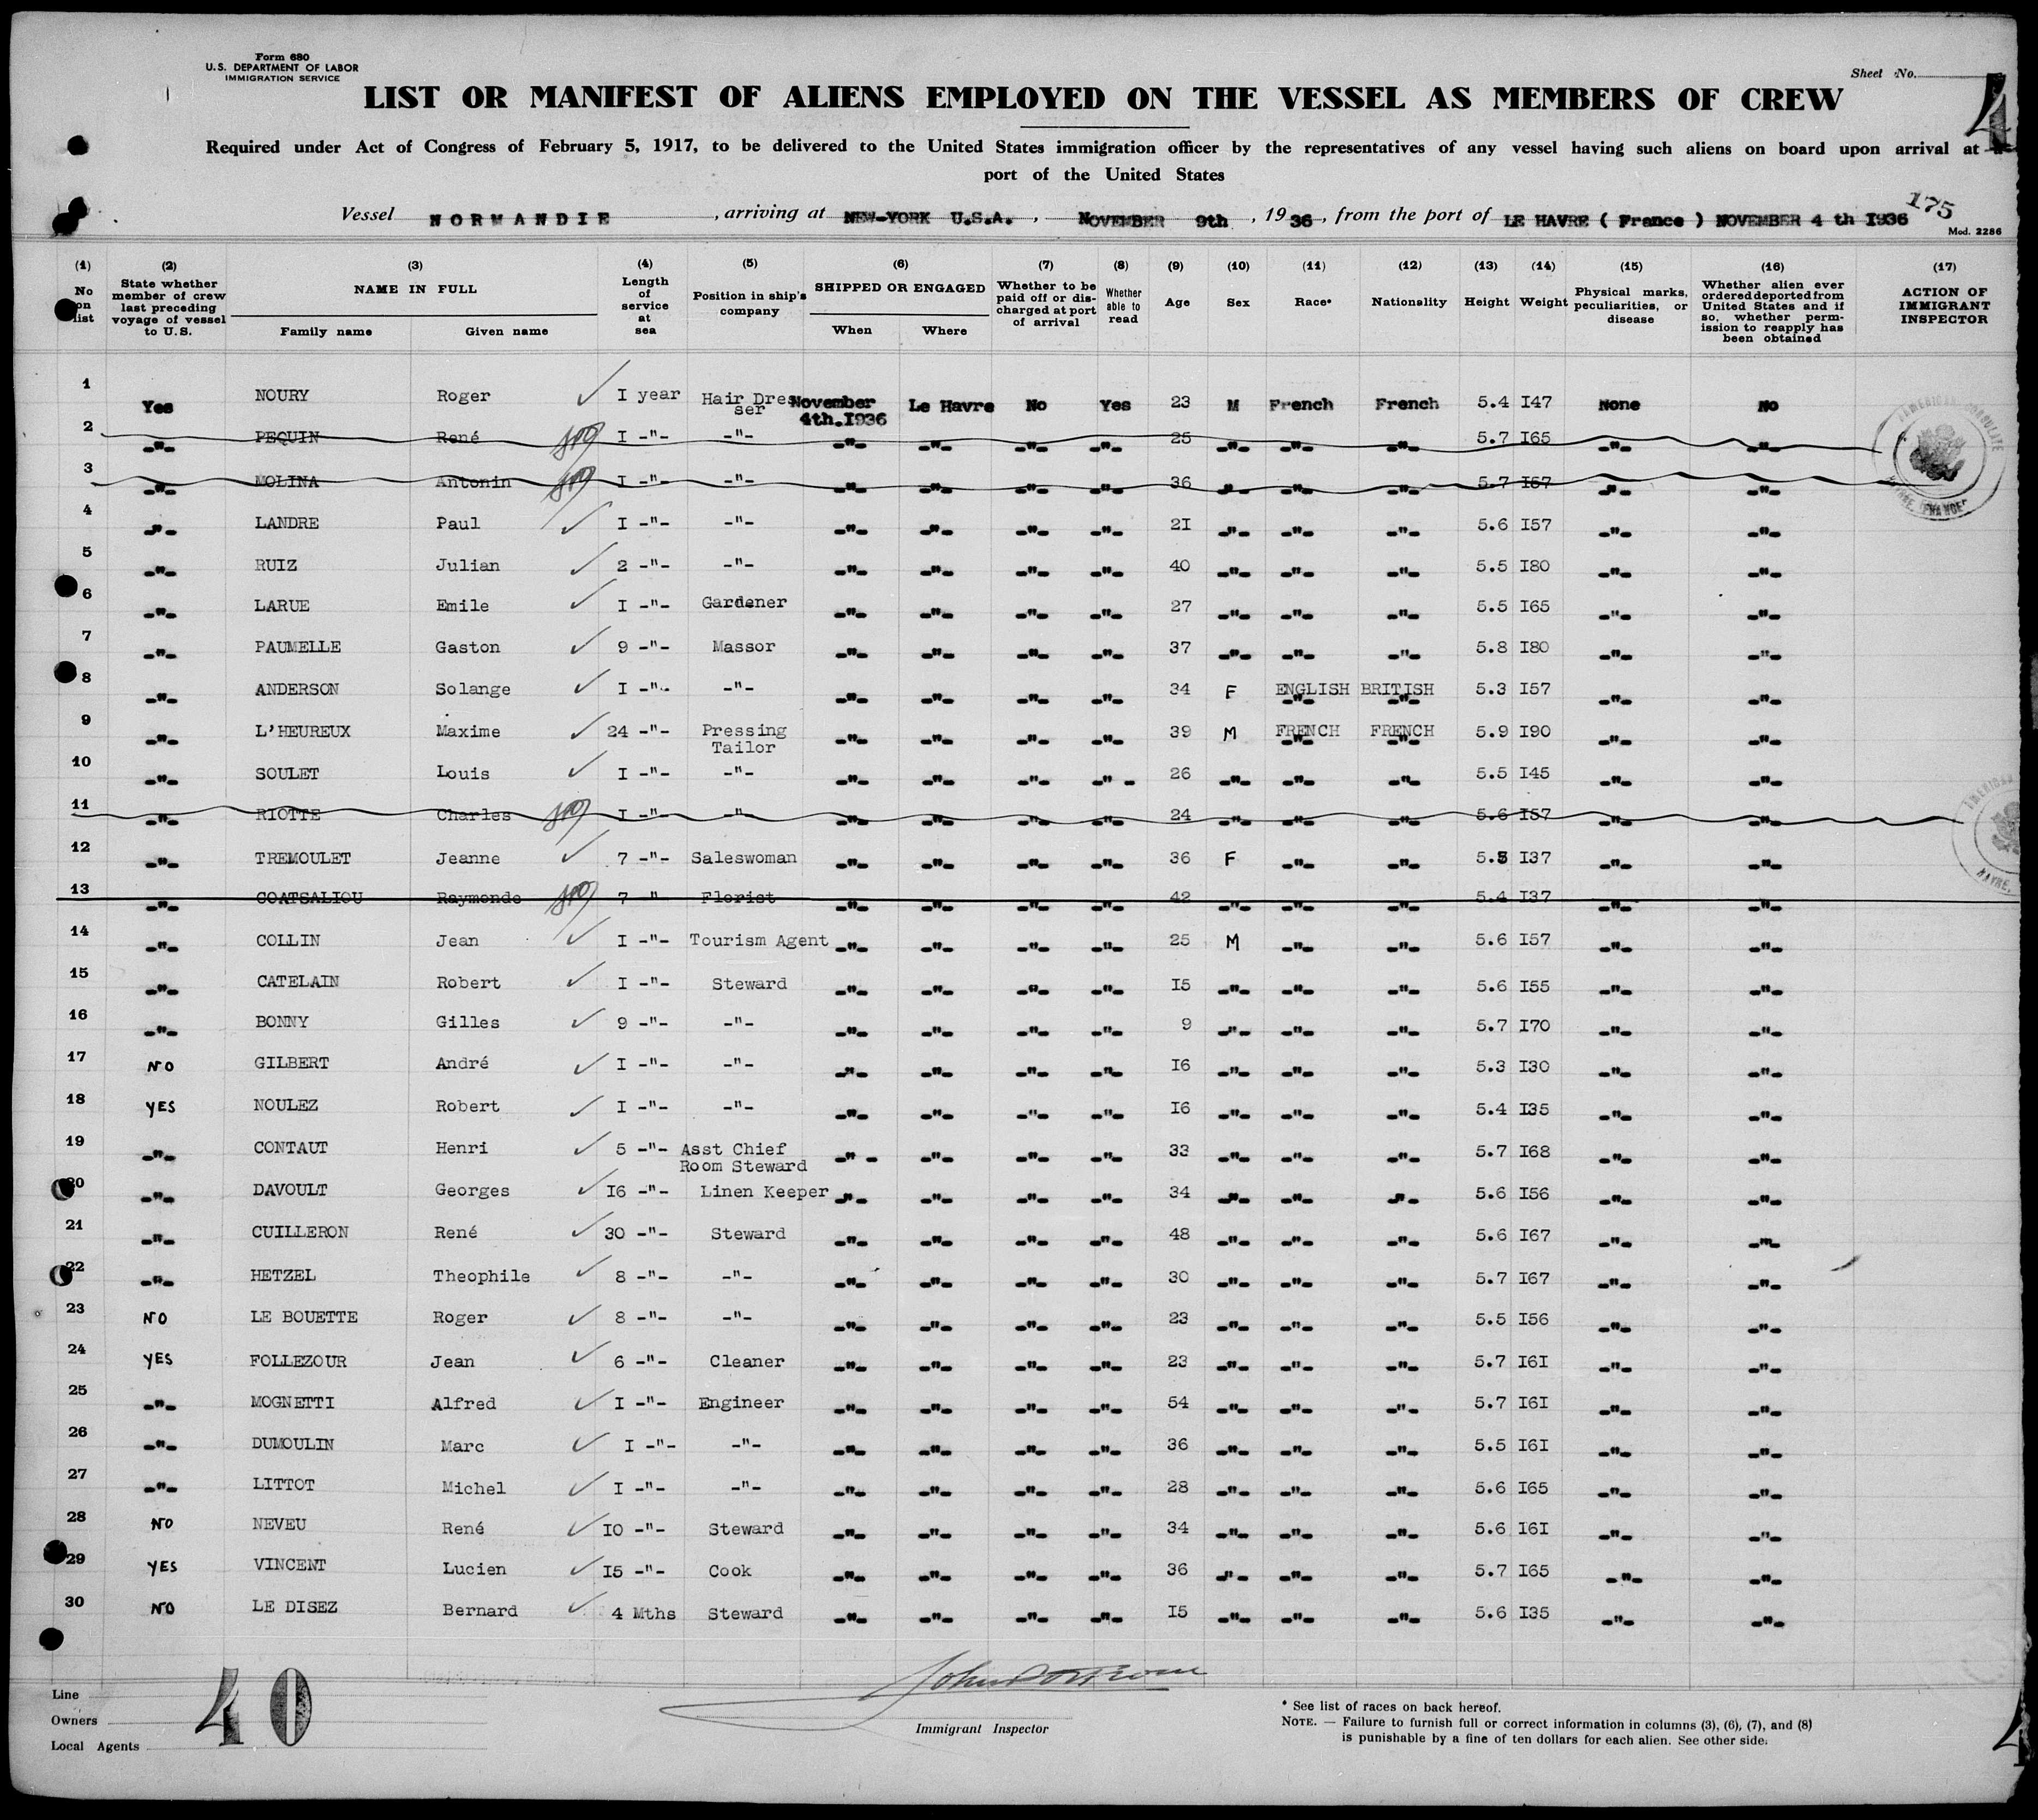 Form 680
U.S. DEPARTMENT OF LABOR
IMMIGRATION SERVICE
Sheet No.
4
LIST OR MANIFEST OF ALIENS EMPLOYED ON THE VESSEL AS MEMBERS OF CREW
Required under Act of Congress of February 5, 1917, to be delivered to the United States immigration officer by the representatives of any vessel having such aliens on board upon arrival at a
port of the United States
175
Vessel NORMANDIE, arriving at NEW-YORK U.S.A., NOVEMBER 9th, 1936, from the port of LE HAVRE ( France ) NOVEMBER 4 th I936
Mod. 2286
(1) No on list (2) State whether member of crew last preceding voyage of vessel to U.S. (3) NAME IN FULL Family name Given name (4) Length of service at sea (5) Position in ship's company (6) SHIPPED OR ENGAGED When Where (7) Whether to be paid off or discharged at port of arrival (8) Whether able to read (9) Age (10) Sex (11) Race* (12) Nationality (13) Height (14) Weight (15) Physical marks, peculiarities, or disease (16) Whether alien ever ordered deported from United States and if so, whether permission to reapply has been obtained (17) ACTION OF IMMIGRANT INSPECTOR
1 Yes NOURY Roger I year Hair Dresser November 4th.I936 Le Havre No Yes 23 M French French 5.4 I47 None No
2 -"- PEQUIN René I -"- -"- -"- -"- -"- -"- 25 -"- -"- -"- 5.7 I65 -"- -"-
3 -"- MOLINA Antonin I -"- -"- -"- -"- -"- -"- 36 -"- -"- -"- 5.7 I67 -"- -"-
4 -"- LANDRE Paul I -"- -"- -"- -"- -"- -"- 2I -"- -"- -"- 5.6 I57 -"- -"-
5 -"- RUIZ Julian 2 -"- -"- -"- -"- -"- -"- 40 -"- -"- -"- 5.5 I80 -"- -"-
6 -"- LARUE Emile I -"- Gardener -"- -"- -"- -"- 27 -"- -"- -"- 5.5 I65 -"- -"-
7 -"- PAUMELLE Gaston 9 -"- Massor -"- -"- -"- -"- 37 -"- -"- -"- 5.8 I80 -"- -"-
8 -"- ANDERSON Solange I -"- -"- -"- -"- -"- -"- 34 F ENGLISH BRITISH 5.3 I57 -"- -"-
9 -"- L'HEUREUX Maxime 24 -"- Pressing Tailor -"- -"- -"- -"- 39 M FRENCH FRENCH 5.9 I90 -"- -"-
10 -"- SOULET Louis I -"- -"- -"- -"- -"- -"- 26 -"- -"- -"- 5.5 I45 -"- -"-
11 -"- RIOTTE Charles I -"- -"- -"- -"- -"- -"- 24 -"- -"- -"- 5.6 I57 -"- -"-
12 -"- TREMOULET Jeanne 7 -"- Saleswoman -"- -"- -"- -"- 36 F -"- -"- 5.5 I37 -"- -"-
13 -"- COATSALIOU Raymonde 7 " Florist -"- -"- -"- -"- 42 -"- -"- -"- 5.4 I37 -"- -"-
14 -"- COLLIN Jean I -"- Tourism Agent -"- -"- -"- -"- 25 M -"- -"- 5.6 I57 -"- -"-
15 -"- CATELAIN Robert I -"- Steward -"- -"- -"- -"- I5 -"- -"- -"- 5.6 I55 -"- -"-
16 -"- BONNY Gilles 9 -"- -"- -"- -"- -"- -"- 9 -"- -"- -"- 5.7 I70 -"- -"-
17 NO GILBERT André I -"- -"- -"- -"- -"- -"- I6 -"- -"- -"- 5.3 I30 -"- -"-
18 YES NOULEZ Robert I -"- -"- -"- -"- -"- -"- I6 -"- -"- -"- 5.4 I35 -"- -"-
19 -"- CONTAUT Henri 5 -"- Asst Chief Room Steward -"- -"- -"- -"- 33 -"- -"- -"- 5.7 I68 -"- -"-
20 -"- DAVOULT Georges I6 -"- Linen Keeper -"- -"- -"- -"- 34 -"- -"- -"- 5.6 I56 -"- -"-
21 -"- CUILLERON René 30 -"- Steward -"- -"- -"- -"- 48 -"- -"- -"- 5.6 I67 -"- -"-
22 -"- HETZEL Theophile 8 -"- -"- -"- -"- -"- -"- 30 -"- -"- -"- 5.7 I67 -"- -"-
23 NO LE BOUETTE Roger 8 -"- -"- -"- -"- -"- -"- 23 -"- -"- -"- 5.5 I56 -"- -"-
24 YES FOLLEZOUR Jean 6 -"- Cleaner -"- -"- -"- -"- 23 -"- -"- -"- 5.7 I6I -"- -"-
25 -"- MOGNETTI Alfred I -"- Engineer -"- -"- -"- -"- 54 -"- -"- -"- 5.7 I6I -"- -"-
26 -"- DUMOULIN Marc I -"- -"- -"- -"- -"- -"- 36 -"- -"- -"- 5.5 I6I -"- -"-
27 -"- LITTOT Michel I -"- -"- -"- -"- -"- -"- 28 -"- -"- -"- 5.6 I65 -"- -"-
28 NO NEVEU René IO -"- Steward -"- -"- -"- -"- 34 -"- -"- -"- 5.6 I6I -"- -"-
29 YES VINCENT Lucien I5 -"- Cook -"- -"- -"- -"- 36 -"- -"- -"- 5.7 I65 -"- -"-
30 NO LE DISEZ Bernard 4 Mths Steward -"- -"- -"- -"- I5 -"- -"- -"- 5.6 I35 -"- -"-
Line
Owners
Local Agents
40
Immigrant Inspector
* See list of races on back hereof.
NOTE. — Failure to furnish full or correct information in columns (3), (6), (7), and (8)
is punishable by a fine of ten dollars for each alien. See other side.